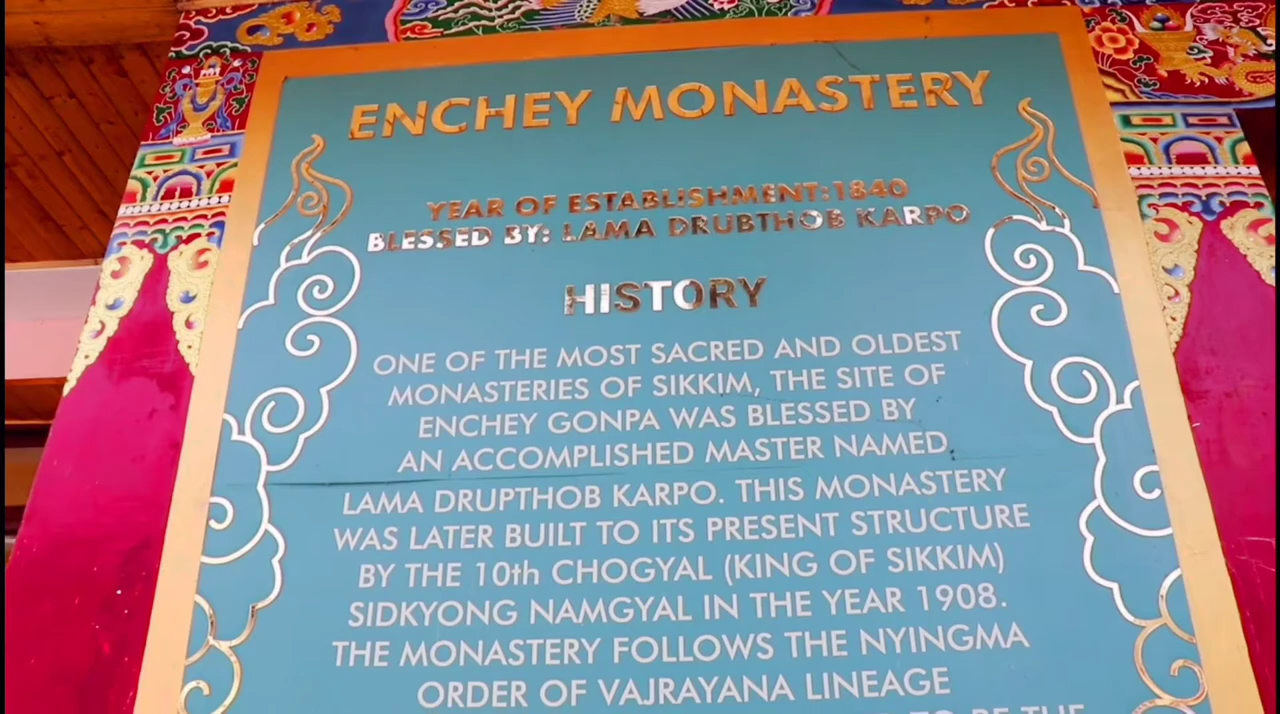 ENCHEY MONASTERY
YEAR OF ESTABLISHMENT:1840
BLESSED BY: LAMA DRUBTHOB KARPO
HISTORY
ONE OF THE MOST SACRED AND OLDEST
MONASTERIES OF SIKKIM, THE SITE OF
ENCHEY GONPA WAS BLESSED BY
AN ACCOMPLISHED MASTER NAMED
LAMA DRUPTHOB KARPO. THIS MONASTERY
WAS LATER BUILT TO ITS PRESENT STRUCTURE
BY THE 10th CHOGYAL (KING OF SIKKIM)
SIDKYONG NAMGYAL IN THE YEAR 1908.
THE MONASTERY FOLLOWS THE NYINGMA
ORDER OF VAJRAYANA LINEAGE
TO BE THE